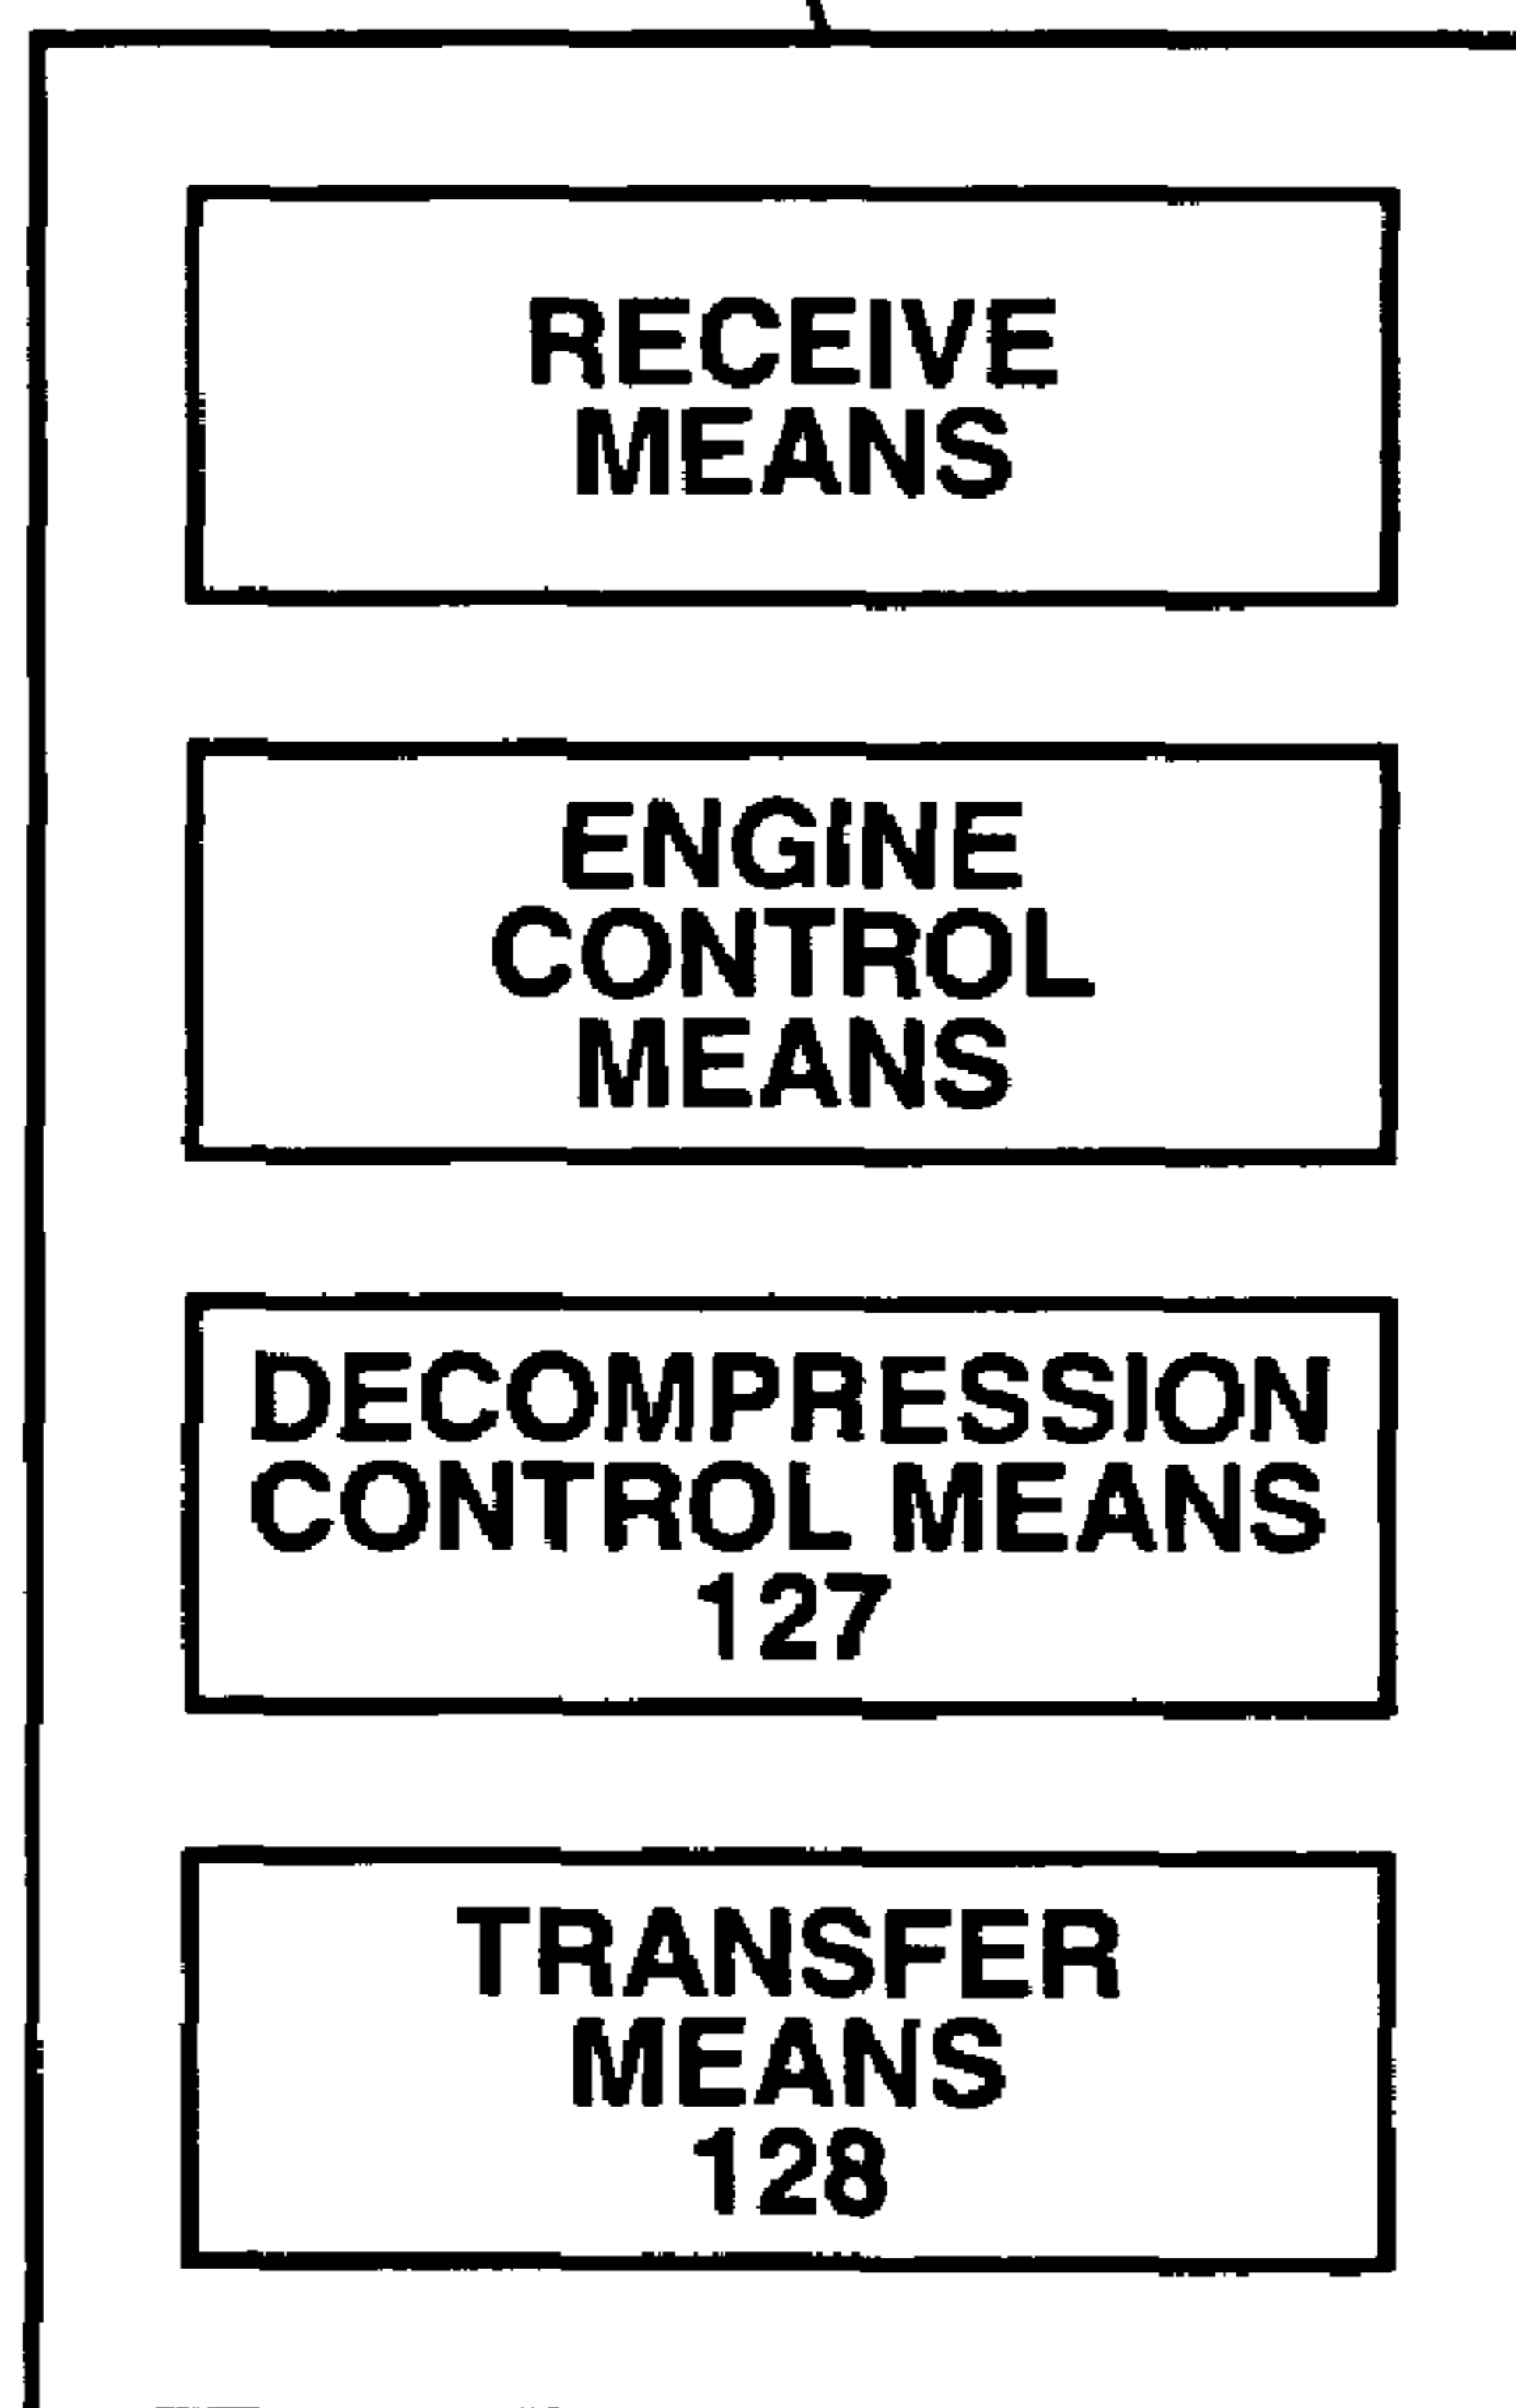 RECEIVE
MEANS
ENGINE
CONTROL
MEANS
DECOMPRESSION
CONTROL MEANS
127
TRANSFER
MEANS
128